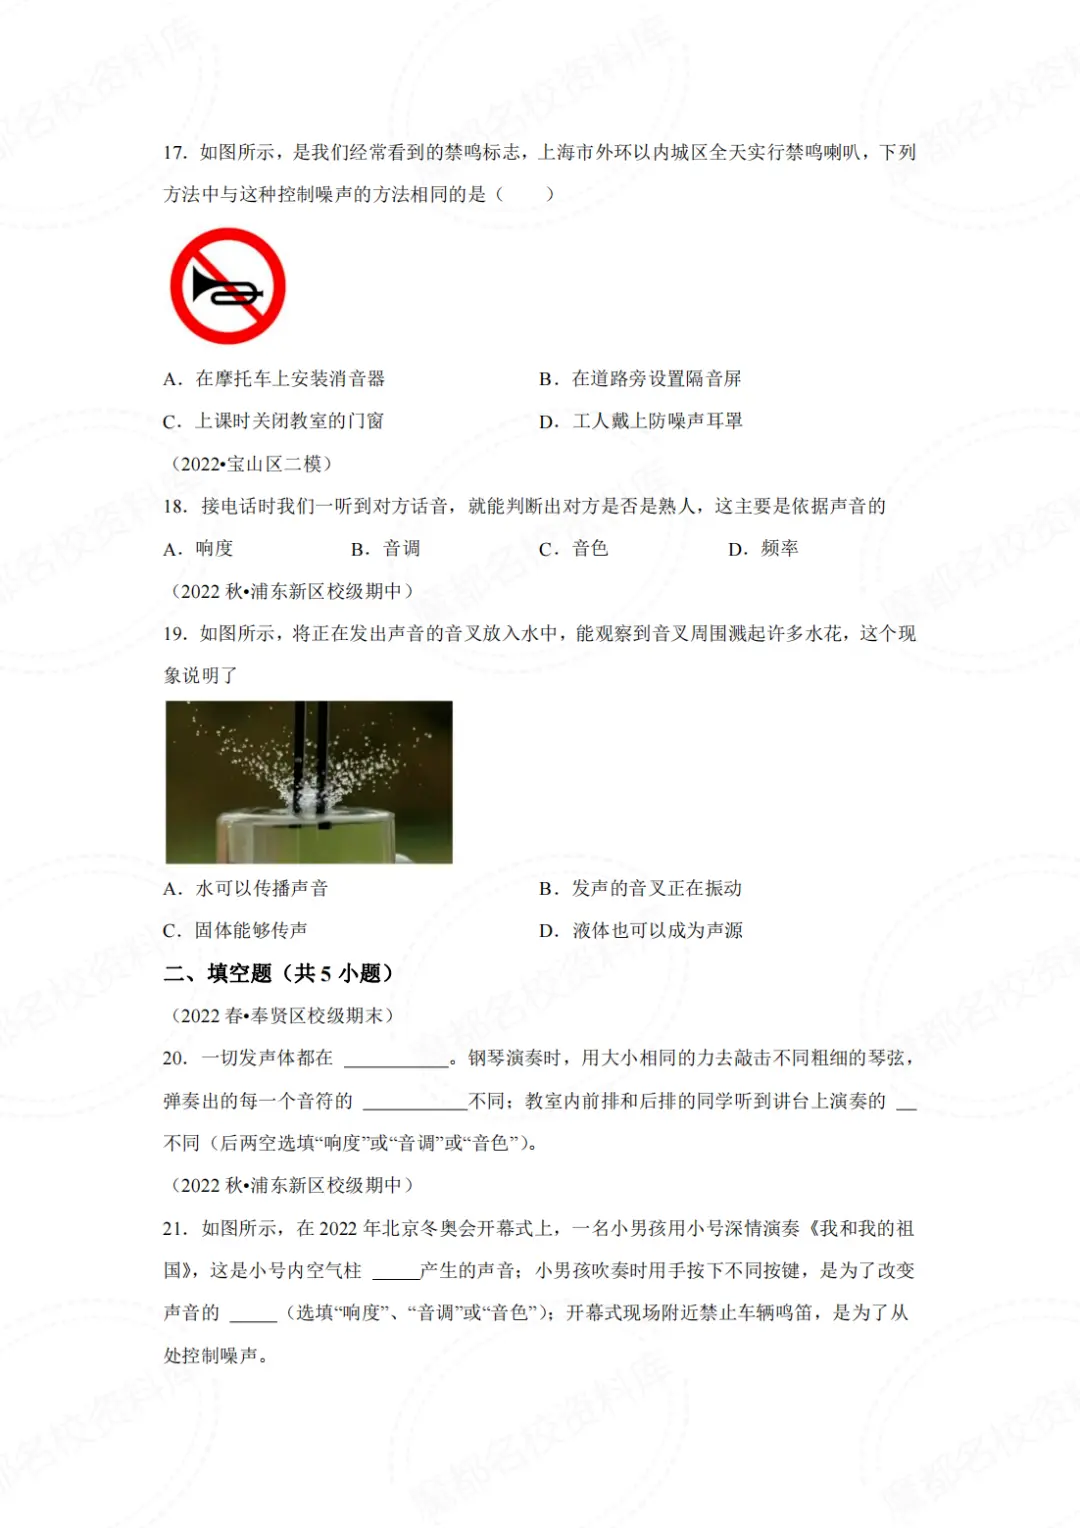 17．如图所示，是我们经常看到的禁鸣标志，上海市外环以内城区全天实行禁鸣喇叭，下列
方法中与这种控制噪声的方法相同的是（　　）
A．在摩托车上安装消音器
B．在道路旁设置隔音屏
C．上课时关闭教室的门窗
D．工人戴上防噪声耳罩
（2022•宝山区二模）
18．接电话时我们一听到对方话音，就能判断出对方是否是熟人，这主要是依据声音的
A．响度
B．音调
C．音色
D．频率
（2022 秋•浦东新区校级期中）
19．如图所示，将正在发出声音的音叉放入水中，能观察到音叉周围溅起许多水花，这个现
象说明了
A．水可以传播声音
B．发声的音叉正在振动
C．固体能够传声
D．液体也可以成为声源
二、填空题（共 5 小题）
（2022 春•奉贤区校级期末）
20．一切发声体都在 ___________。钢琴演奏时，用大小相同的力去敲击不同粗细的琴弦，
弹奏出的每一个音符的 ___________不同；教室内前排和后排的同学听到讲台上演奏的 __
不同（后两空选填“响度”或“音调”或“音色”）。
（2022 秋•浦东新区校级期中）
21．如图所示，在 2022 年北京冬奥会开幕式上，一名小男孩用小号深情演奏《我和我的祖
国》，这是小号内空气柱 _____产生的声音；小男孩吹奏时用手按下不同按键，是为了改变
声音的 _____（选填“响度”、“音调”或“音色”）；开幕式现场附近禁止车辆鸣笛，是为了从
处控制噪声。
魔都名校资料库